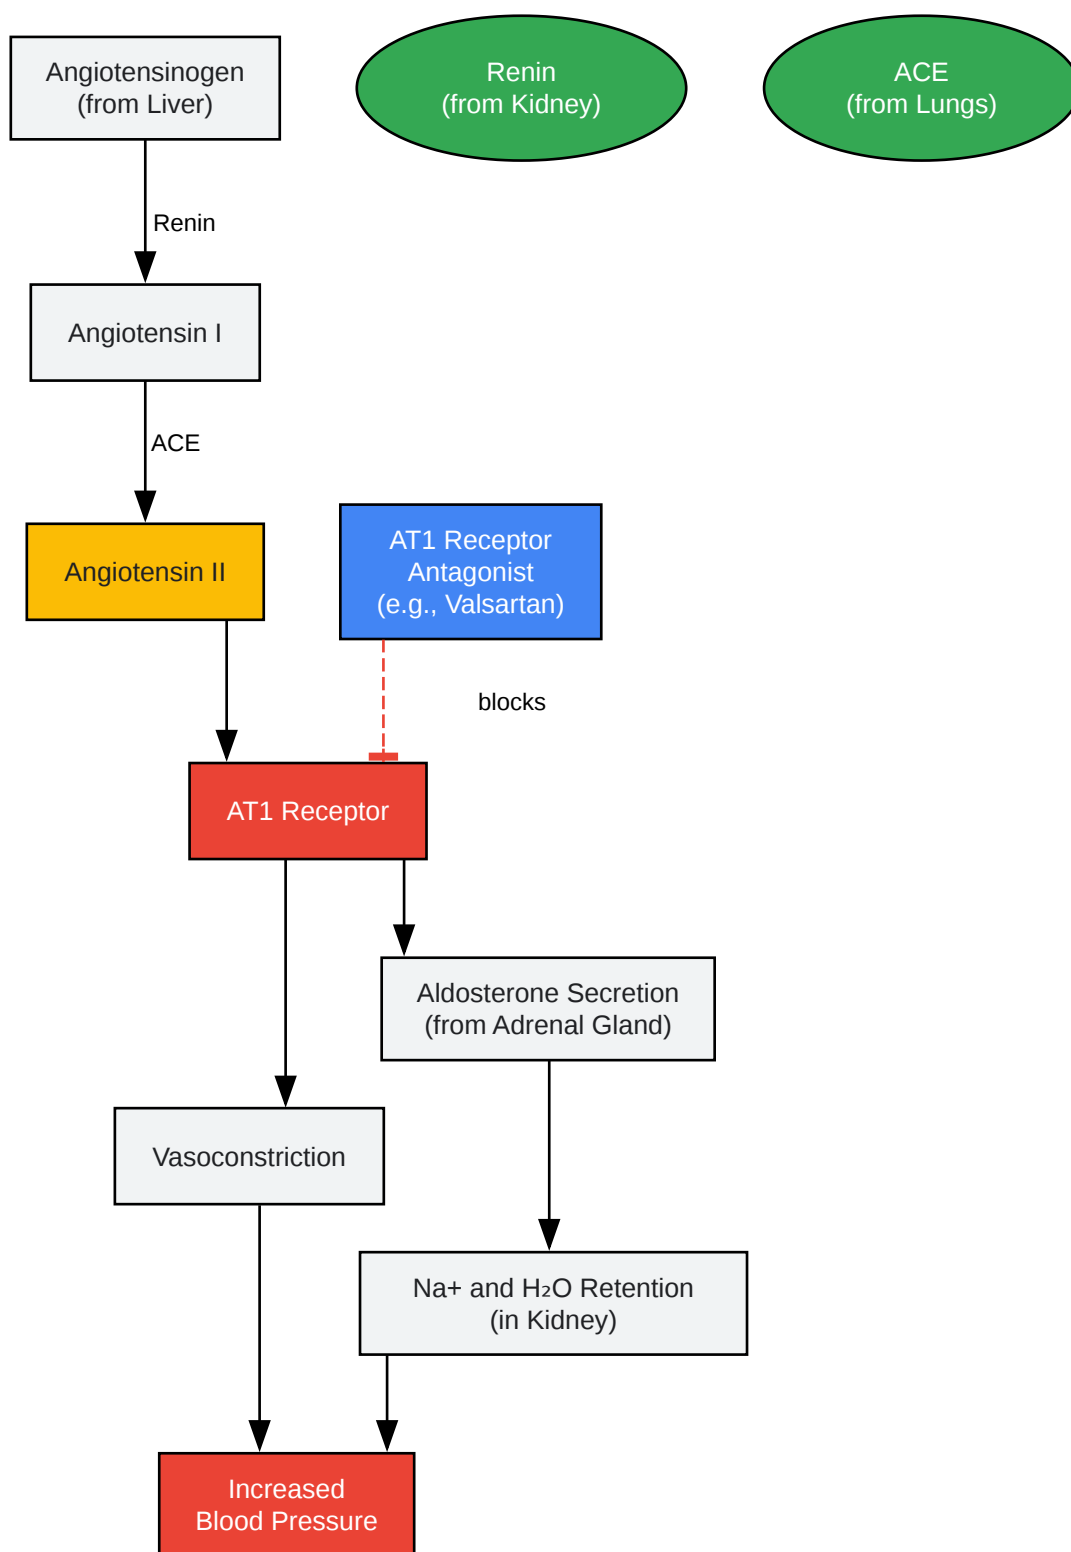 Angiotensinogen
(from Liver)
Renin
(from Kidney)
ACE
(from Lungs)
Renin
Angiotensin I
ACE
Angiotensin II
AT1 Receptor
Antagonist
(e.g., Valsartan)
blocks
AT1 Receptor
Aldosterone Secretion
(from Adrenal Gland)
Vasoconstriction
Na+ and H₂O Retention
(in Kidney)
Increased
Blood Pressure